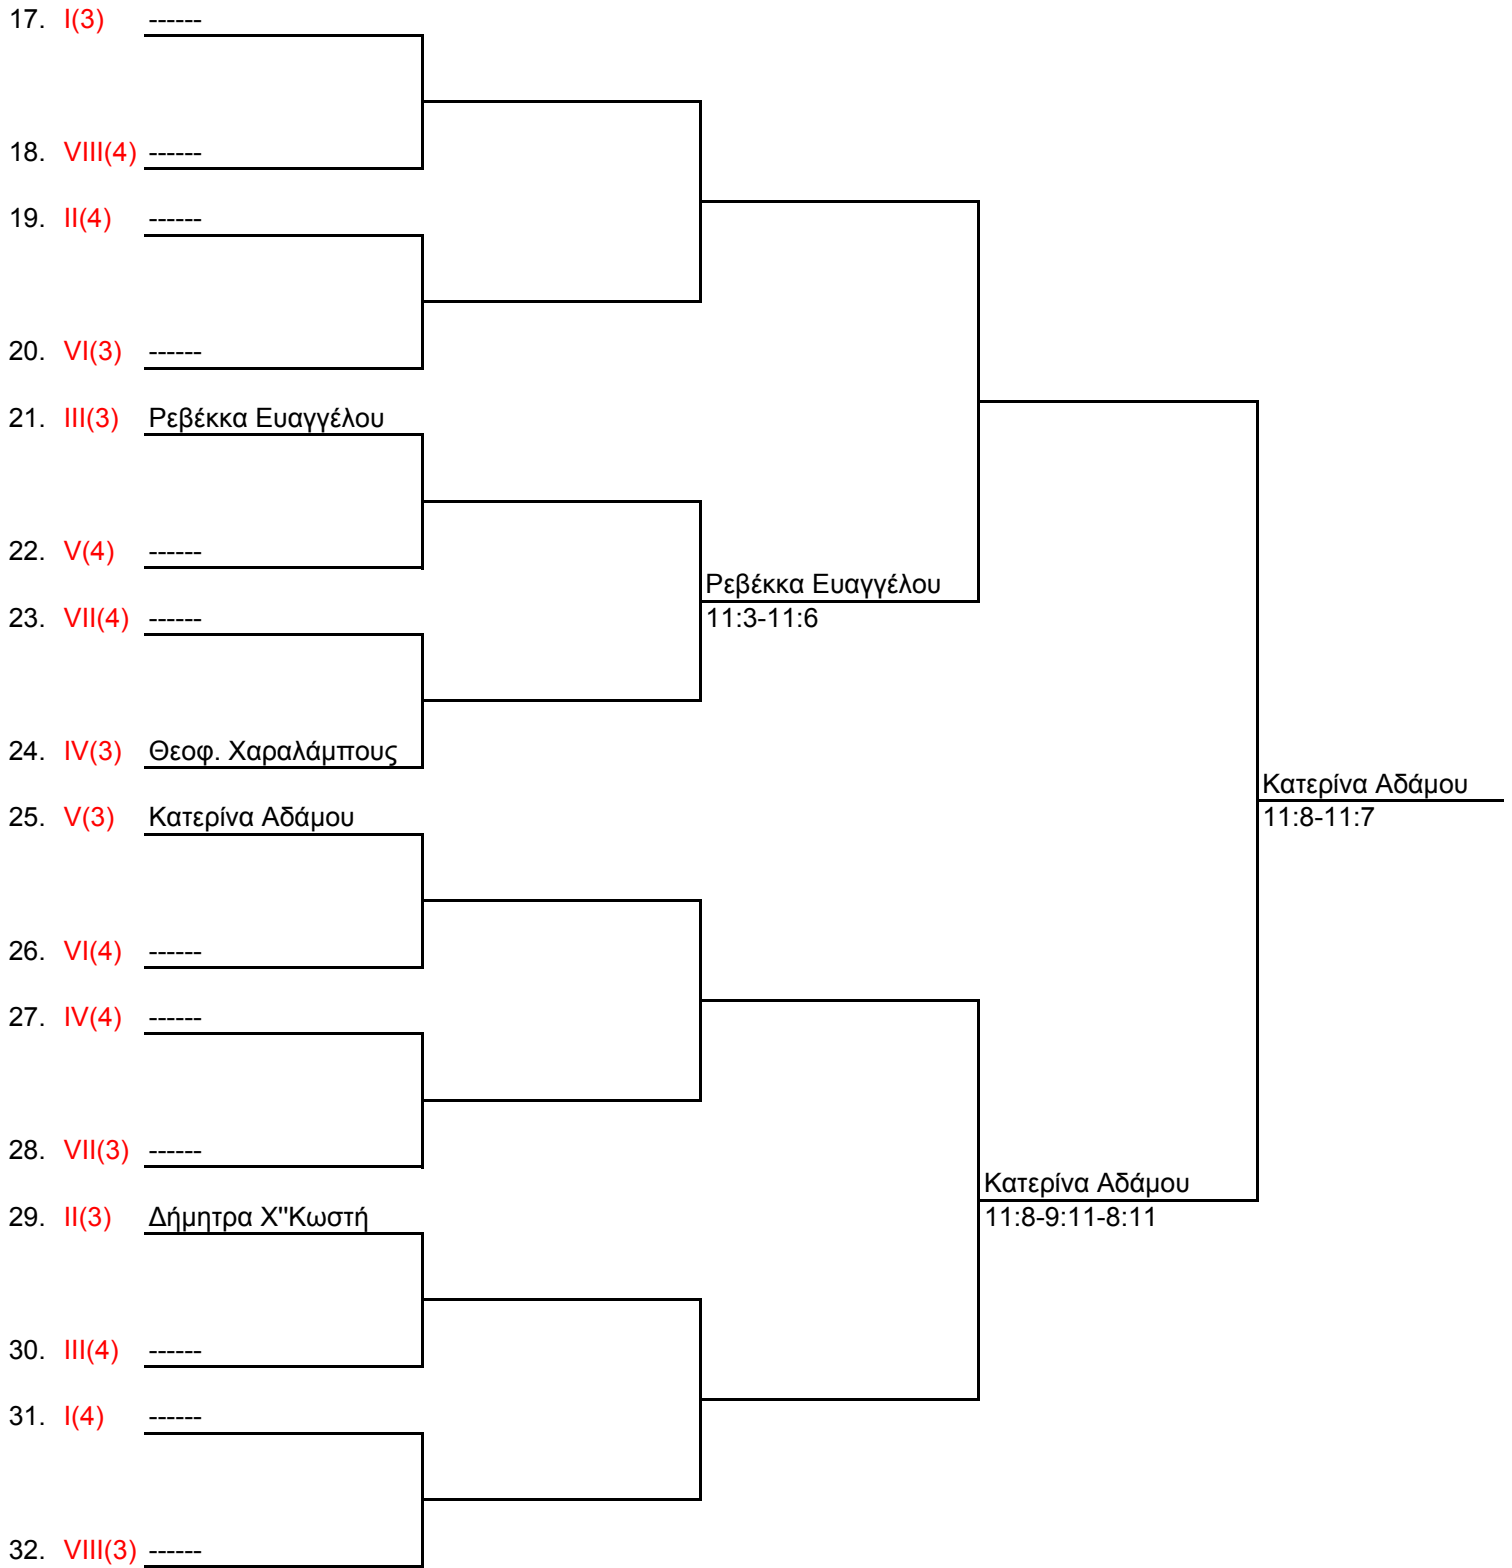 17. I(3) ------
18. VIII(4) ------
19. II(4) ------
20. VI(3) ------
21. III(3) Ρεβέκκα Ευαγγέλου
22. V(4) ------
Ρεβέκκα Ευαγγέλου
23. VII(4) ------ 11:3-11:6
24. IV(3) Θεοφ. Χαραλάμπους
Κατερίνα Αδάμου
25. V(3) Κατερίνα Αδάμου 11:8-11:7
26. VI(4) ------
27. IV(4) ------
28. VII(3) ------
Κατερίνα Αδάμου
29. II(3) Δήμητρα Χ"Κωστή 11:8-9:11-8:11
30. III(4) ------
31. I(4) ------
32. VIII(3) ------